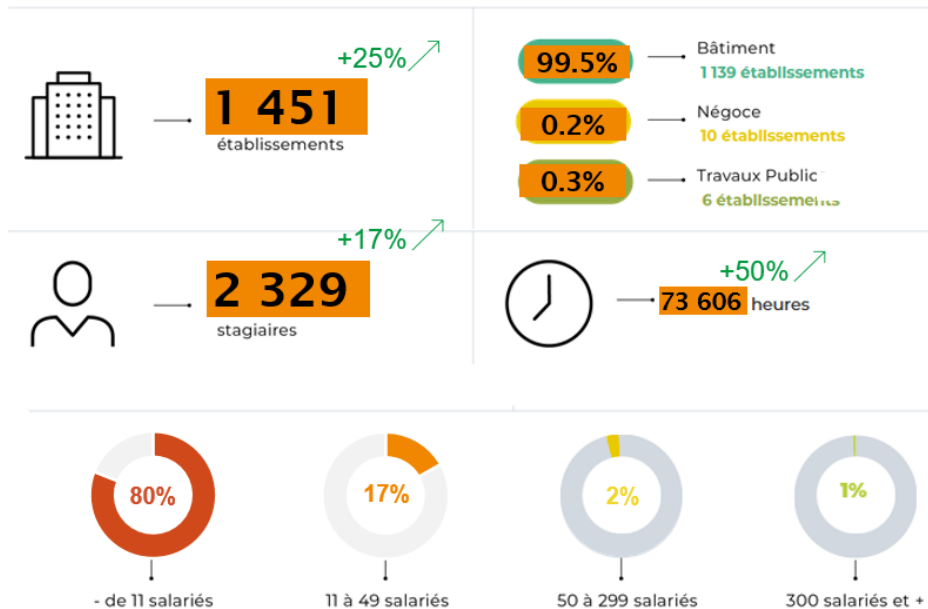 +25%
1 451
établissements
99.5%
Bâtiment
1 139 établissements
0.2%
Négoce
10 établissements
0.3%
Travaux Public
6 établissements
+17%
2 329
stagiaires
+50%
73 606 heures
80%
17%
2%
1%
- de 11 salariés
11 à 49 salariés
50 à 299 salariés
300 salariés et +